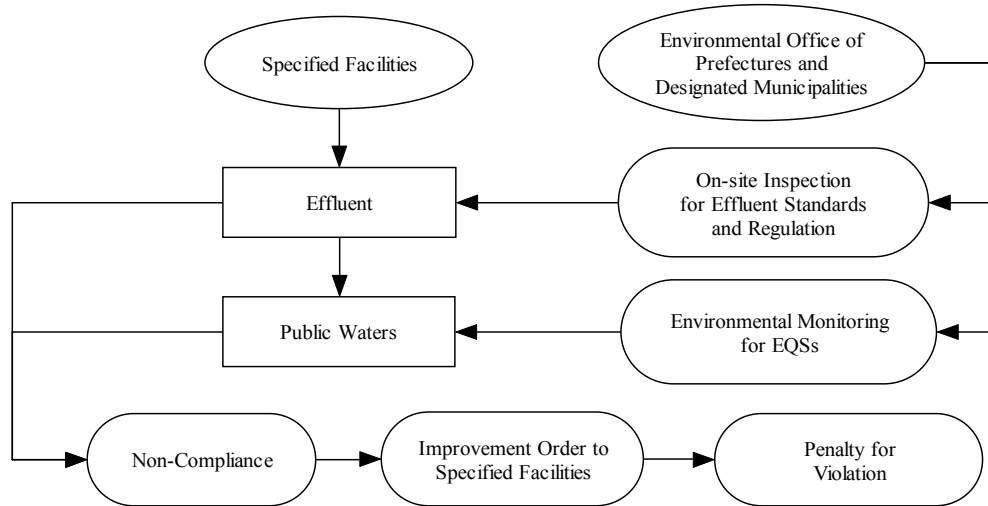 Specified Facilities
Environmental Office of
Prefectures and
Designated Municipalities
Effluent
On-site Inspection
for Effluent Standards
and Regulation
Public Waters
Environmental Monitoring
for EQSs
Non-Compliance
Improvement Order to
Specified Facilities
Penalty for
Violation